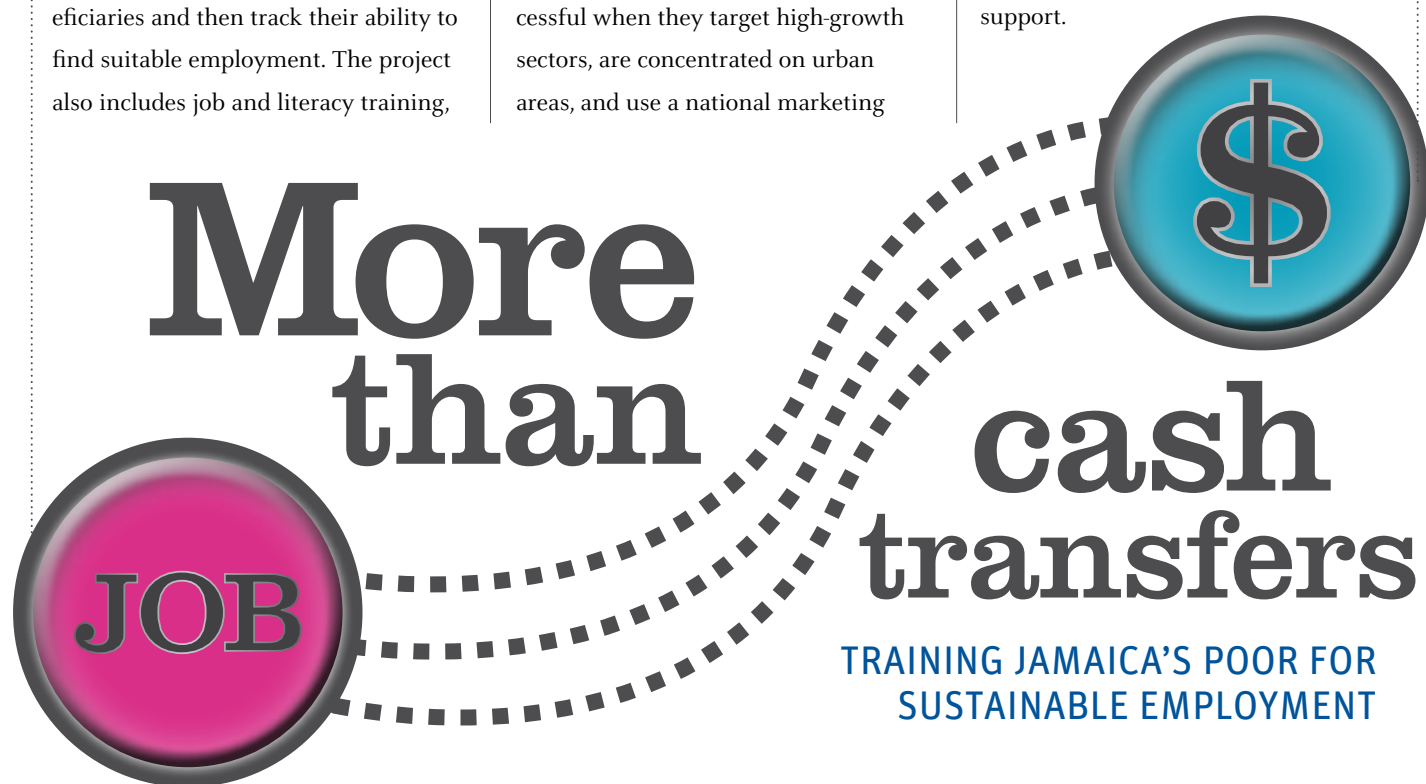 eficiaries and then track their ability to
find suitable employment. The project
also includes job and literacy training,
cessful when they target high-growth
sectors, are concentrated on urban
areas, and use a national marketing
support.
More
than
$
cash
transfers
JOB
TRAINING JAMAICA’S POOR FOR
SUSTAINABLE EMPLOYMENT